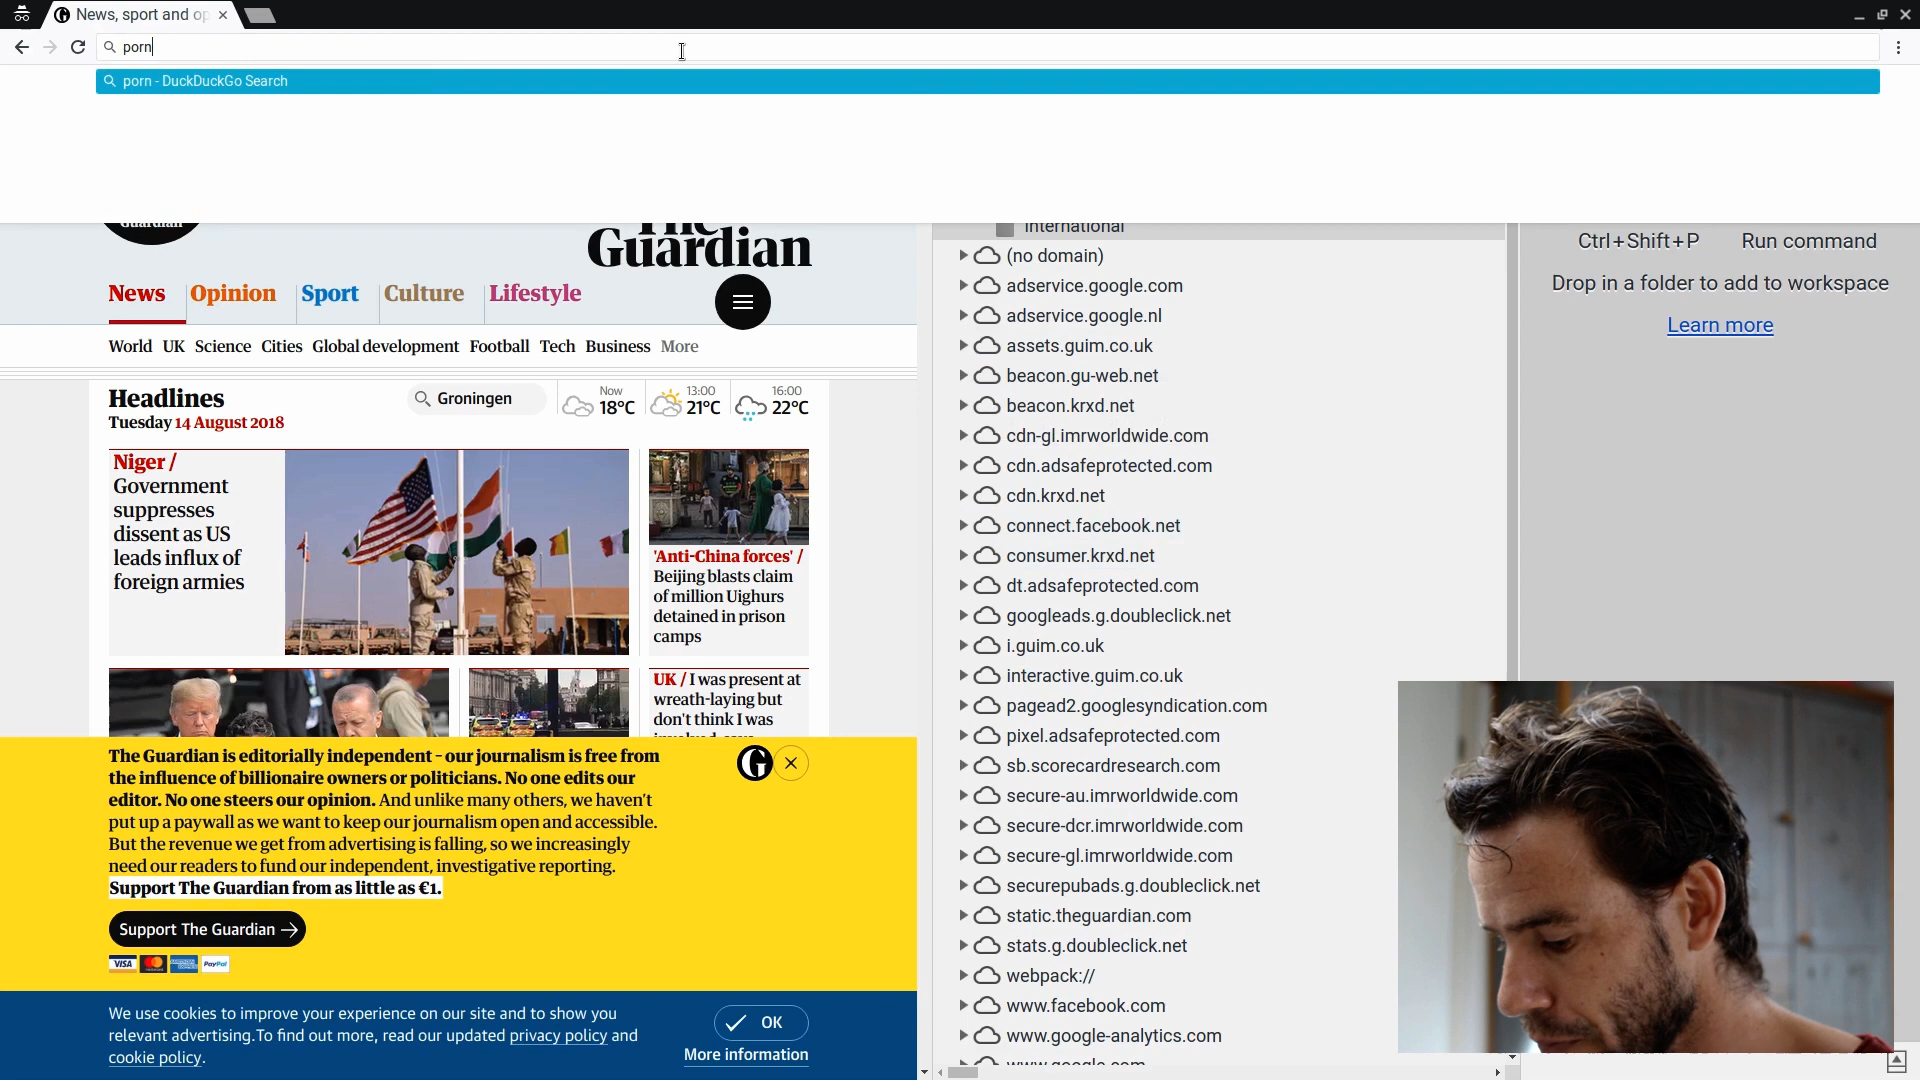 News, sport and op
porn
porn - DuckDuckGo Search
Guardian
The
Guardian
News
Opinion
Sport
Culture
Lifestyle
World UK Science Cities Global development Football Tech Business More
Headlines
Tuesday 14 August 2018
Groningen
Now
18°C
13:00
21°C
16:00
22°C
Niger /
Government
suppresses
dissent as US
leads influx of
foreign armies
'Anti-China forces' /
Beijing blasts claim
of million Uighurs
detained in prison
camps
UK / I was present at
wreath-laying but
don't think I was
The Guardian is editorially independent – our journalism is free from
the influence of billionaire owners or politicians. No one edits our
editor. No one steers our opinion. And unlike many others, we haven't
put up a paywall as we want to keep our journalism open and accessible.
But the revenue we get from advertising is falling, so we increasingly
need our readers to fund our independent, investigative reporting.
Support The Guardian from as little as €1.
Support The Guardian
VISA
PayPal
We use cookies to improve your experience on our site and to show you
relevant advertising.To find out more, read our updated privacy policy and
cookie policy.
OK
More information
international
(no domain)
adservice.google.com
adservice.google.nl
assets.guim.co.uk
beacon.gu-web.net
beacon.krxd.net
cdn-gl.imrworldwide.com
cdn.adsafeprotected.com
cdn.krxd.net
connect.facebook.net
consumer.krxd.net
dt.adsafeprotected.com
googleads.g.doubleclick.net
i.guim.co.uk
interactive.guim.co.uk
pagead2.googlesyndication.com
pixel.adsafeprotected.com
sb.scorecardresearch.com
secure-au.imrworldwide.com
secure-dcr.imrworldwide.com
secure-gl.imrworldwide.com
securepubads.g.doubleclick.net
static.theguardian.com
stats.g.doubleclick.net
webpack://
www.facebook.com
www.google-analytics.com
www.google.com
Ctrl+Shift+P Run command
Drop in a folder to add to workspace
Learn more